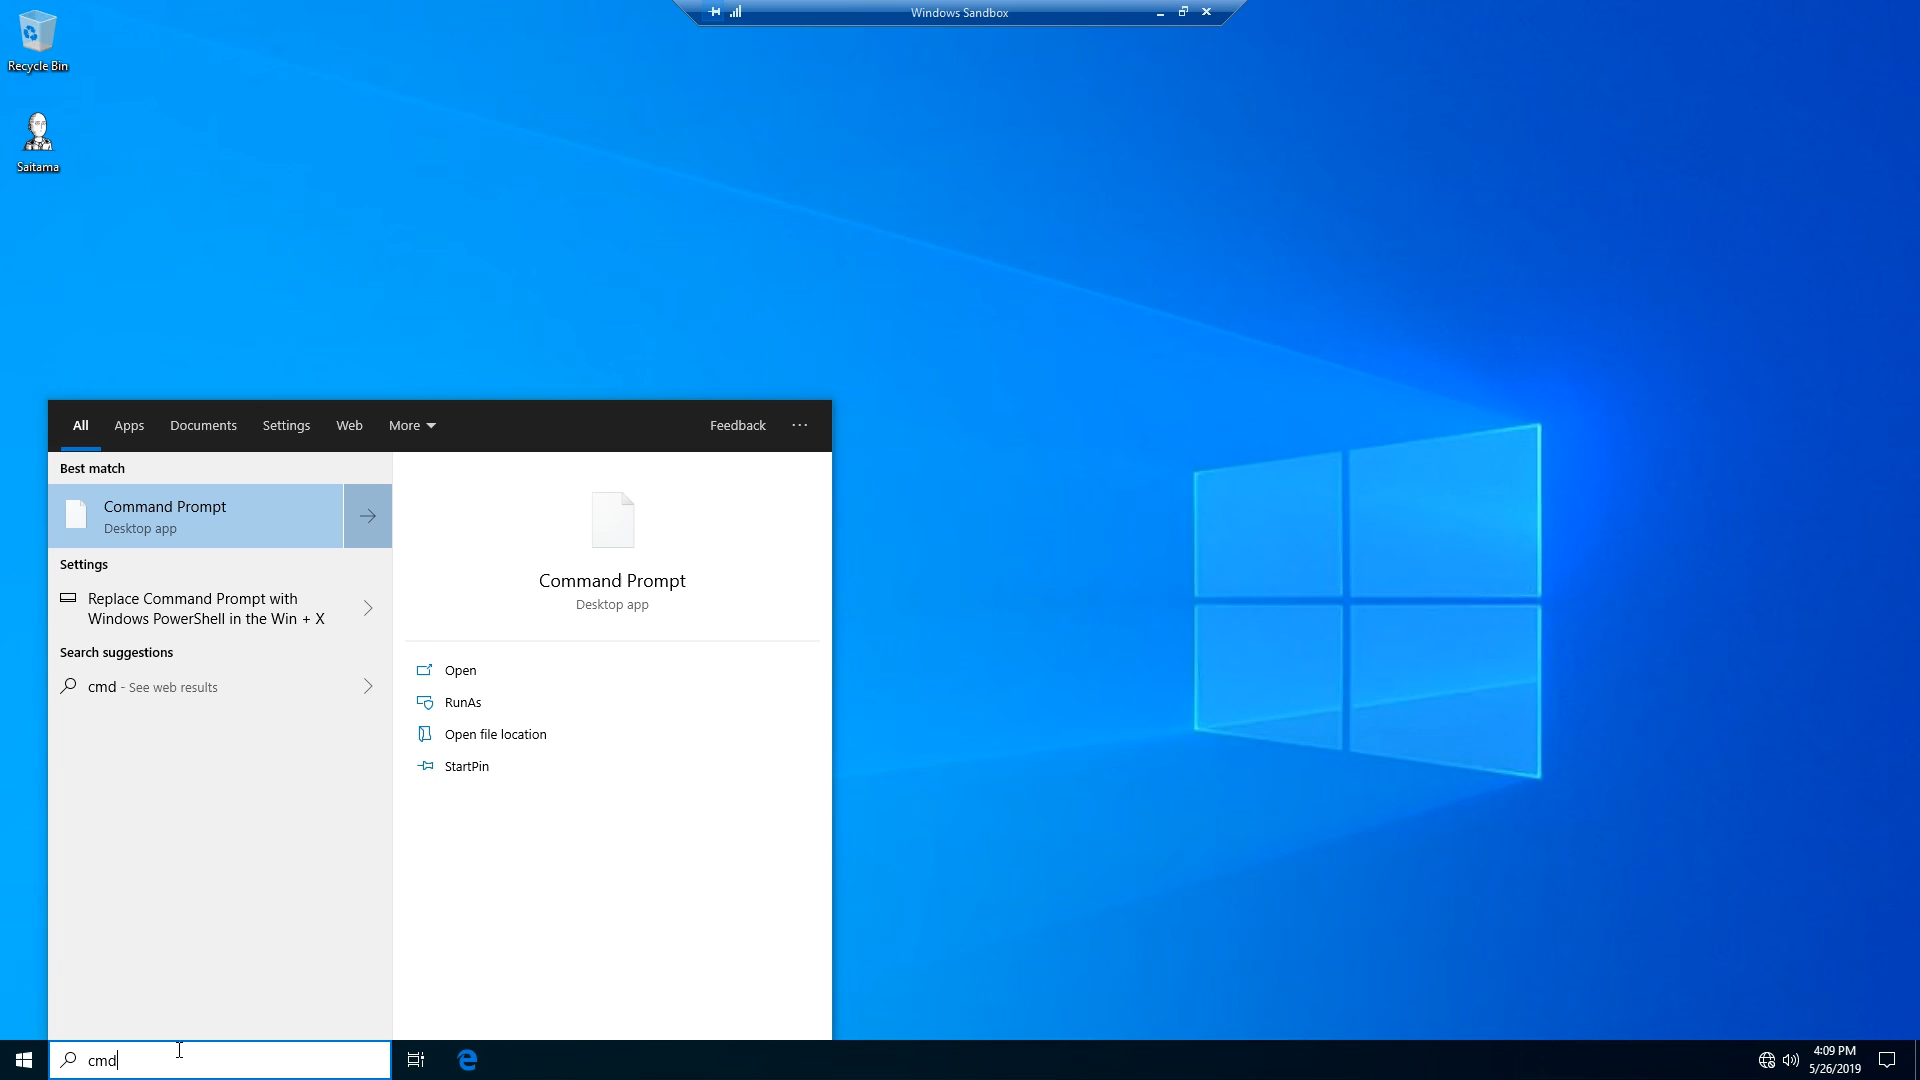 Windows Sandbox
Recycle Bin
Saitama
All
Apps
Documents
Settings
Web
More
Feedback
...
Best match
Command Prompt
Desktop app
Settings
Replace Command Prompt with
Windows PowerShell in the Win + X
Search suggestions
cmd - See web results
Command Prompt
Desktop app
Open
RunAs
Open file location
StartPin
cmd
4:09 PM
5/26/2019